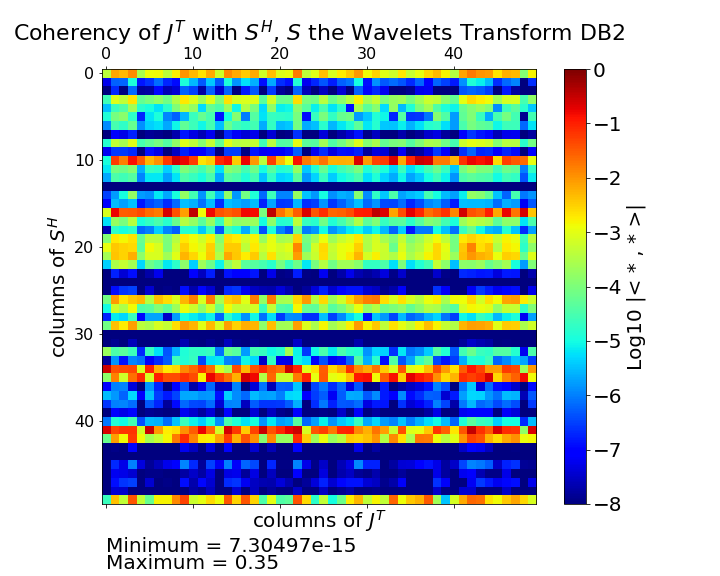 Coherency of J^T with S^H, S the Wavelets Transform DB2
0 10 20 30 40
0
10
20
30
40
columns of S^H
columns of J^T
0
−1
−2
−3
−4
−5
−6
−7
−8
Log10 |< * , * >|
Minimum = 7.30497e-15
Maximum = 0.35